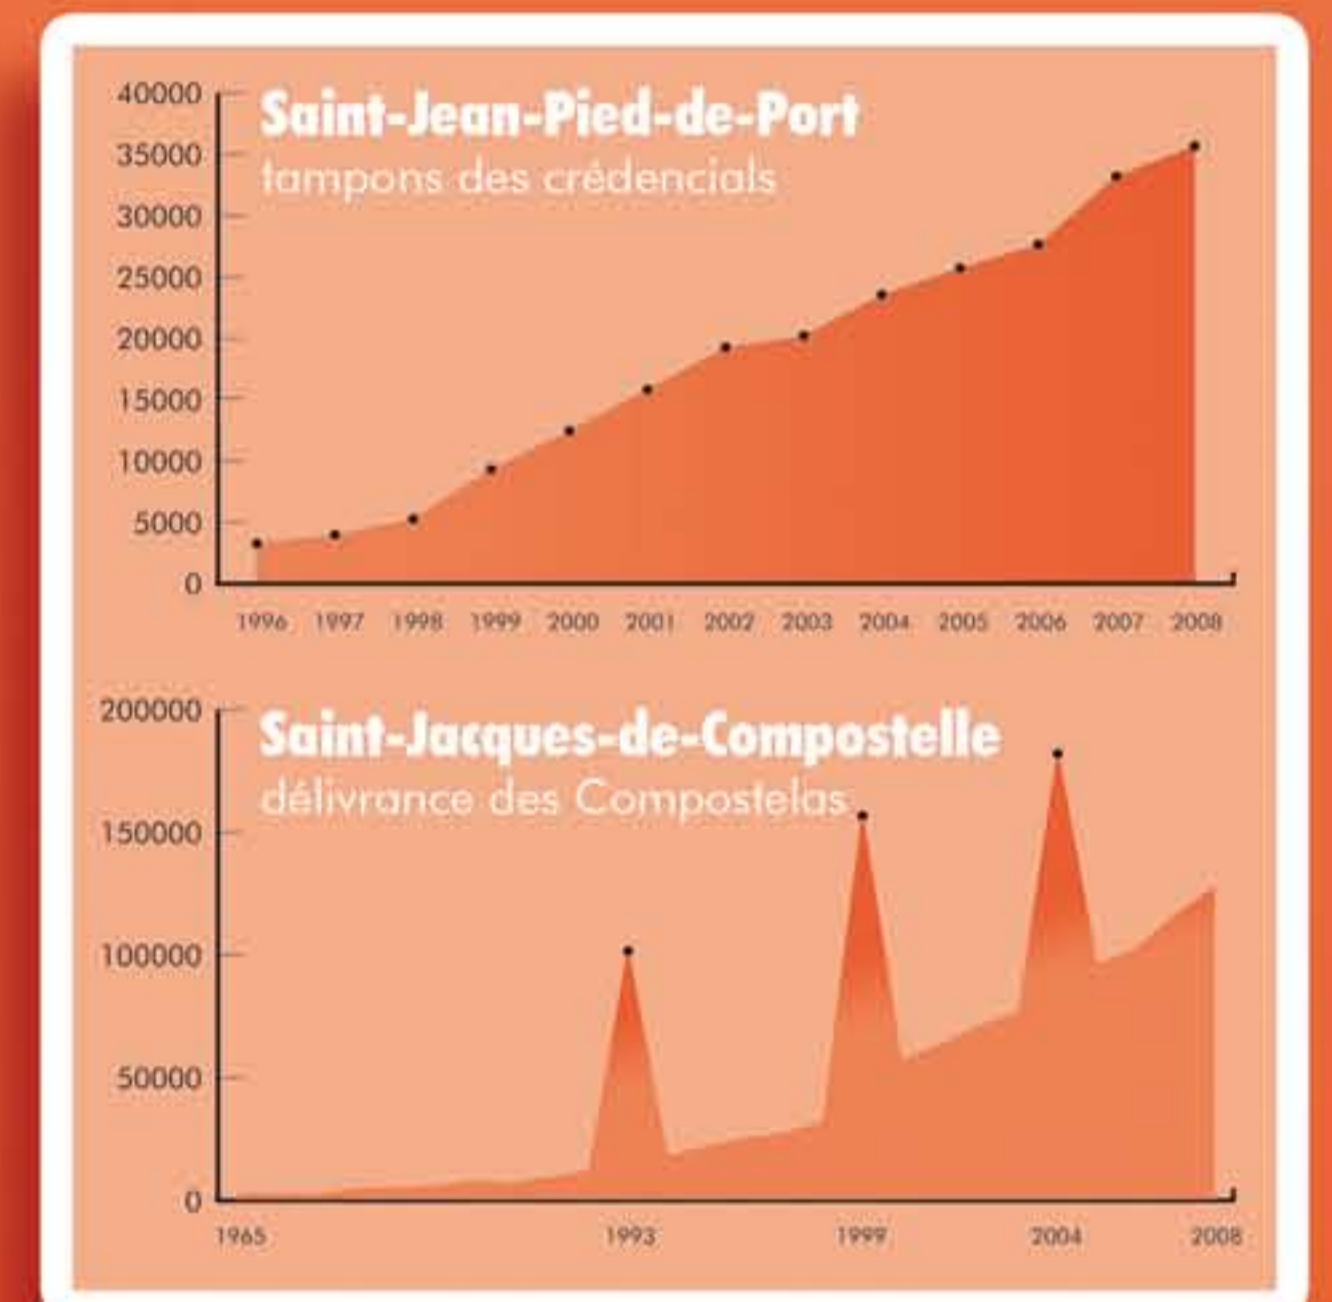 Saint-Jean-Pied-de-Port
tampons des crédencials
40000
35000
30000
25000
20000
15000
10000
5000
0
1996 1997 1998 1999 2000 2001 2002 2003 2004 2005 2006 2007 2008
Saint-Jacques-de-Compostelle
délivrance des Compostelas
200000
150000
100000
50000
0
1965 1993 1999 2004 2008